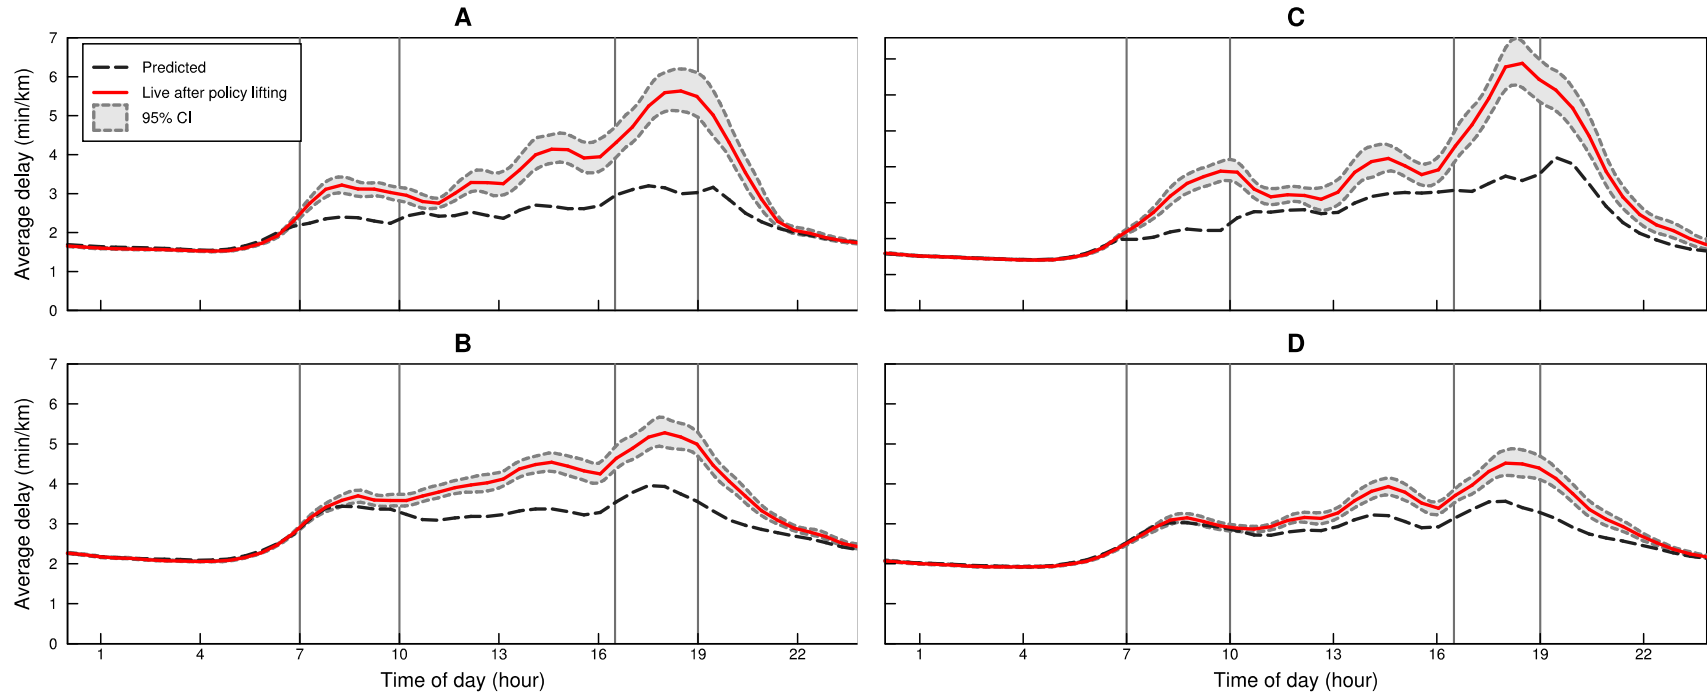 A
C
7
6
5
4
3
2
1
0
Average delay (min/km)
Predicted
Live after policy lifting
95% CI
B
D
7
6
5
4
3
2
1
0
Average delay (min/km)
1 4 7 10 13 16 19 22
1 4 7 10 13 16 19 22
Time of day (hour)
Time of day (hour)